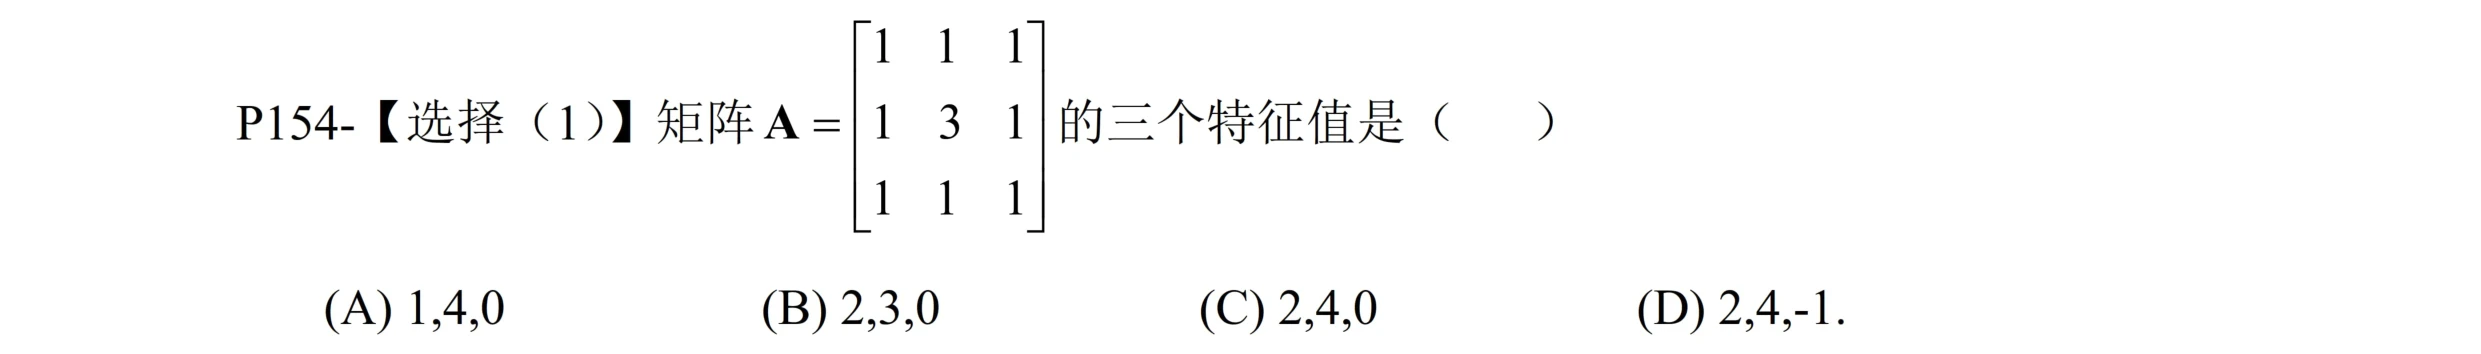 P154-【选择（1）】矩阵 A = [1 1 1
1 3 1
1 1 1] 的三个特征值是（　　）
(A) 1,4,0 (B) 2,3,0 (C) 2,4,0 (D) 2,4,-1.